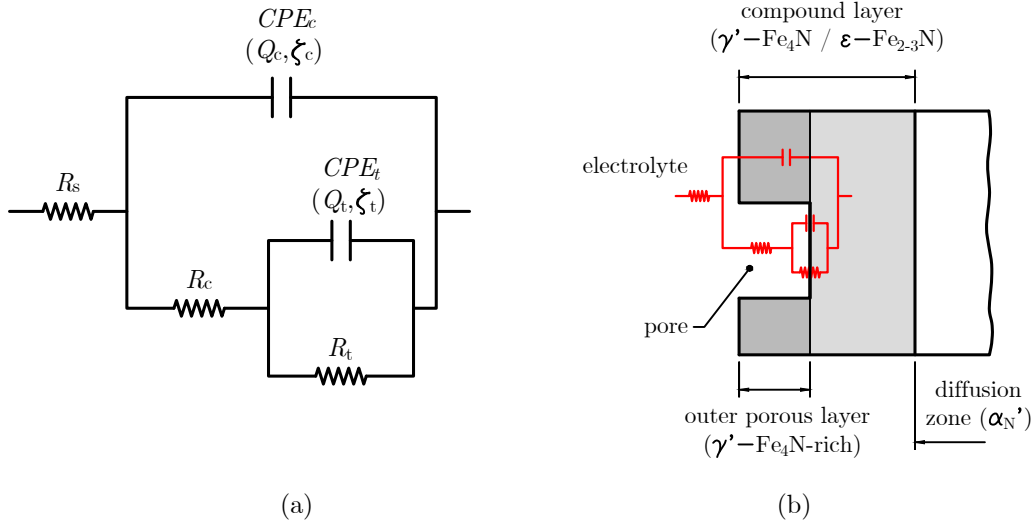 CPEc
(Qc,ζc)
CPEt
(Qt,ζt)
Rs
Rc
Rt
(a)
compound layer
(γ'−Fe4N / ε−Fe2-3N)
electrolyte
pore
outer porous layer
(γ'−Fe4N-rich)
diffusion
zone (αN')
(b)